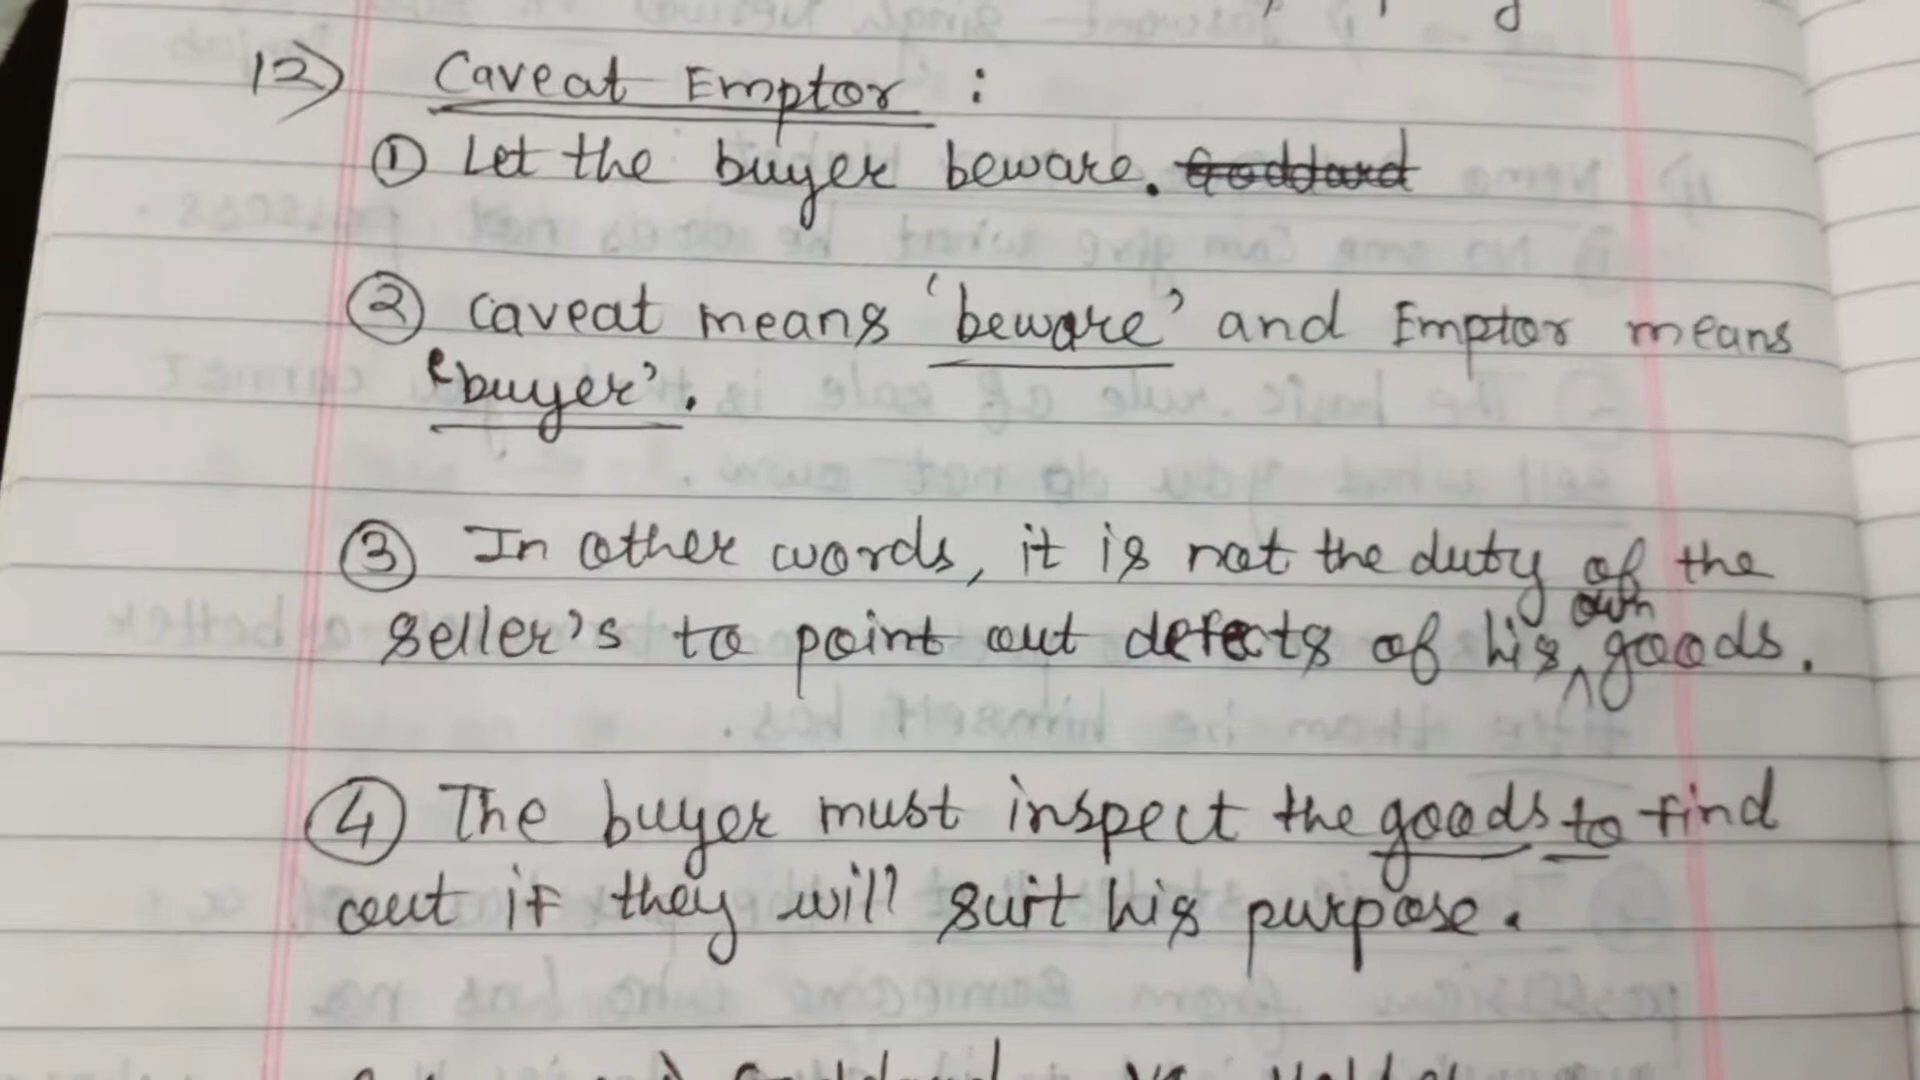 12) Caveat Emptor :
① Let the buyer beware. Goddard
② Caveat means 'beware' and Emptor means
'buyer'.
③ In other words, it is not the duty of the
seller's to point out defects of his own goods.
④ The buyer must inspect the goods to find
out if they will suit his purpose.